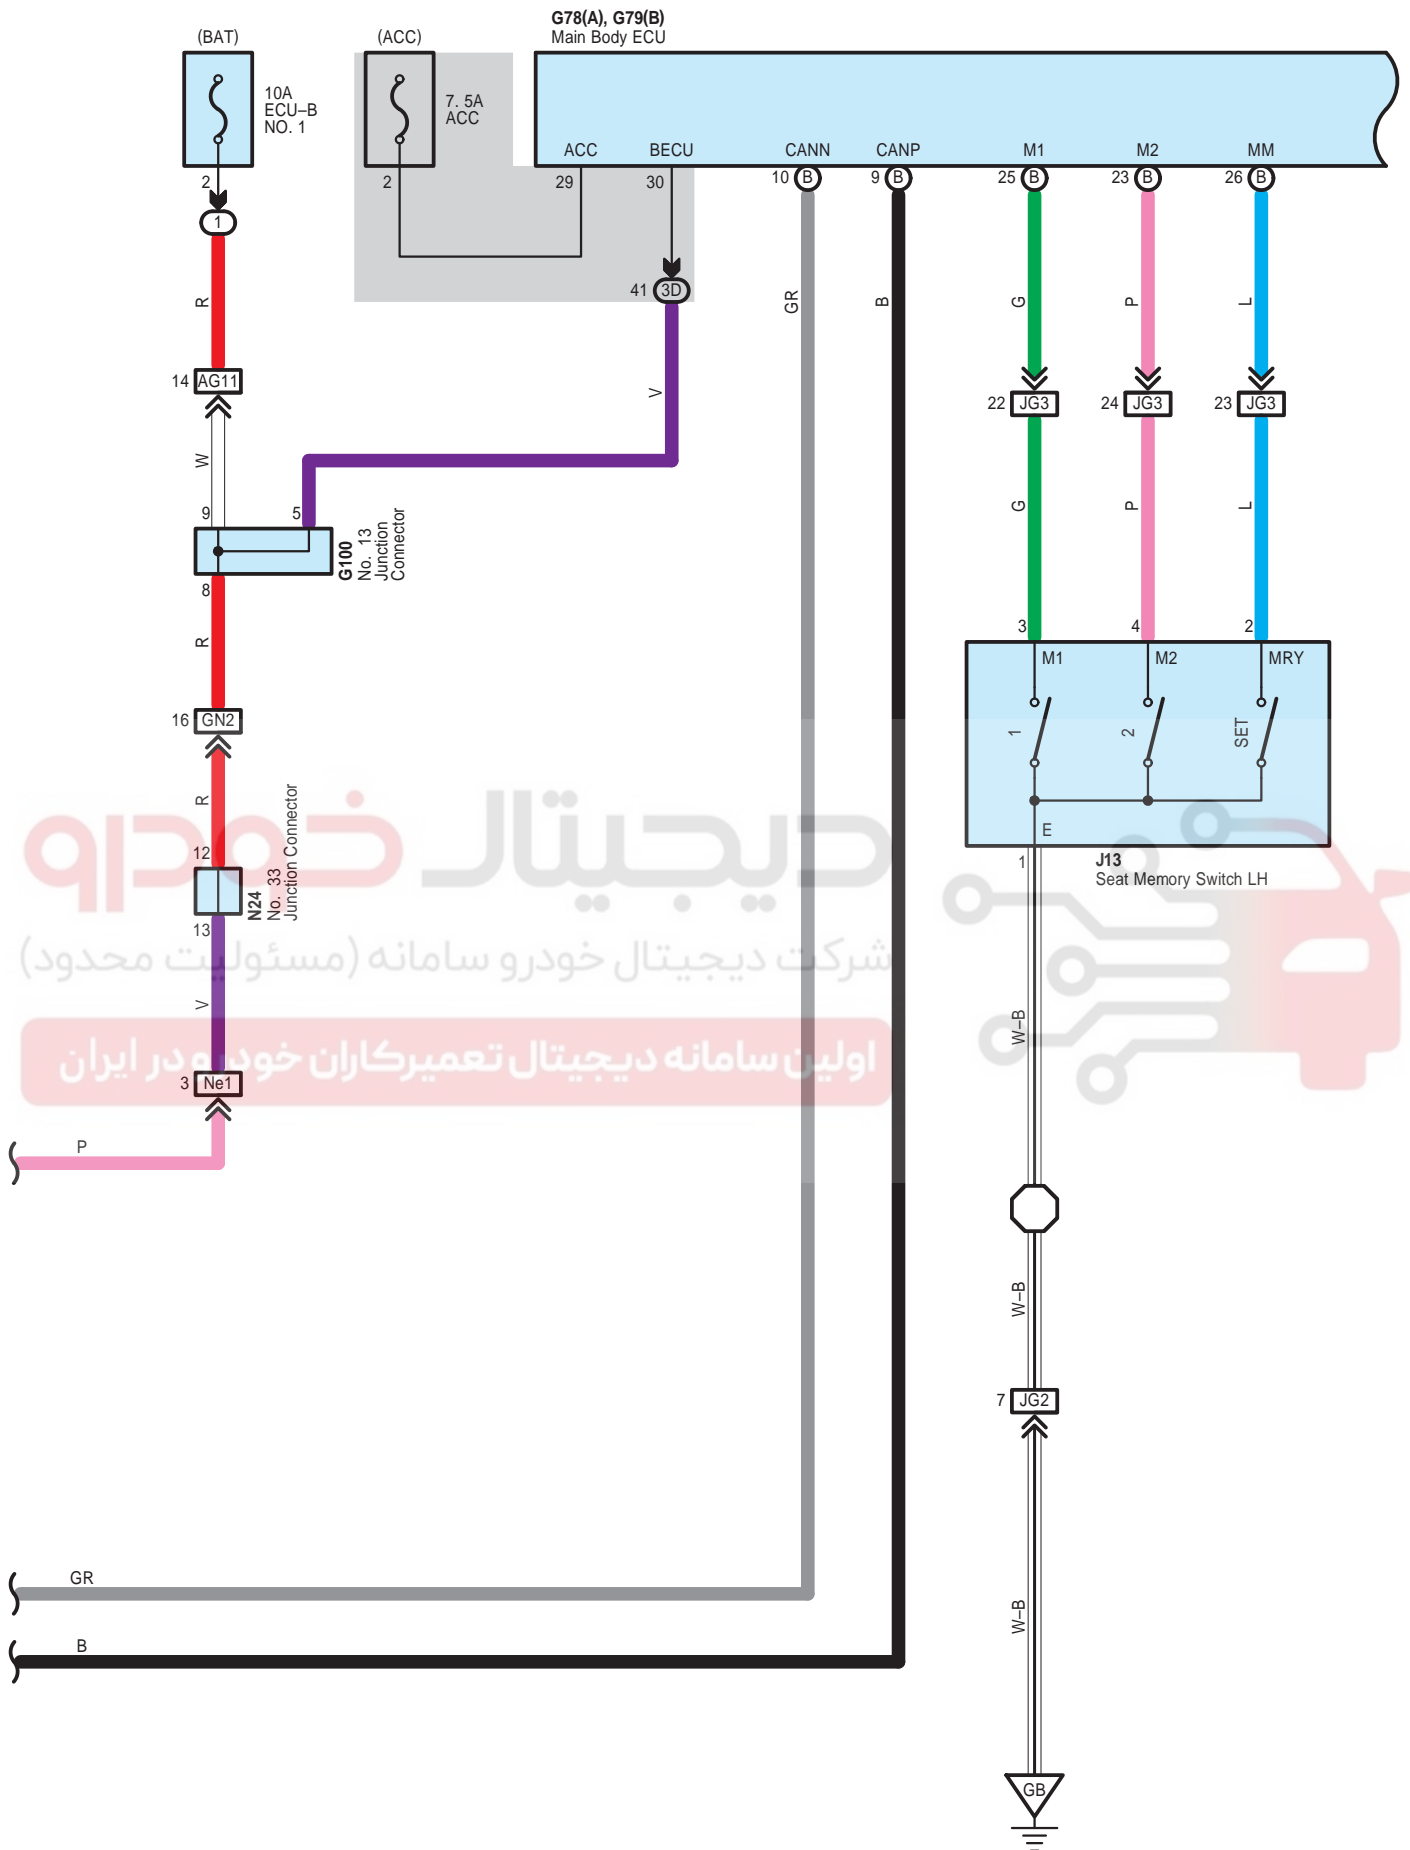 G78(A), G79(B)
Main Body ECU
(BAT)
(ACC)
10A
ECU–B
NO. 1
7. 5A
ACC
ACC
BECU
CANN
CANP
M1
M2
MM
2
2
29
30
10 B
9 B
25 B
23 B
26 B
1
41 3D
R
GR
B
G
P
L
14 AG11
V
22 JG3
24 JG3
23 JG3
W
9
5
G
P
L
G100
No. 13
Junction
Connector
8
R
3
4
2
M1
M2
MRY
16 GN2
1
2
SET
R
12
N24
No. 33
Junction Connector
E
دیجیتال خودرو
13
1
J13
Seat Memory Switch LH
شرکت دیجیتال خودرو سامانه (مسئولیت محدود)
V
W–B
اولین سامانه دیجیتال تعمیرکاران خودرو در ایران
3 Ne1
P
W–B
7 JG2
GR
W–B
B
GB